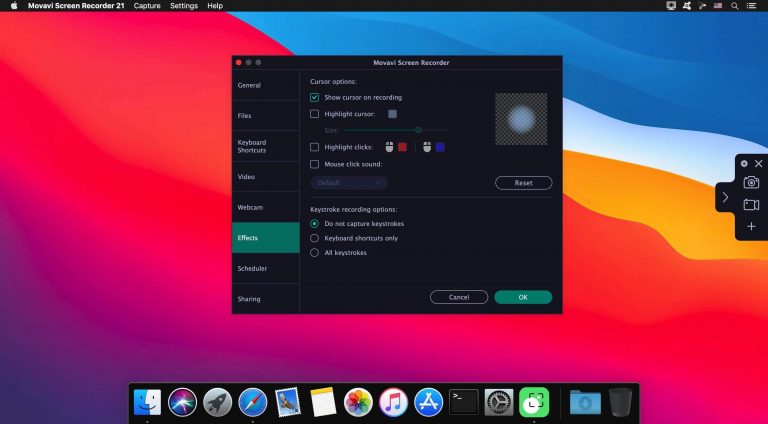 Movavi Screen Recorder 21 Capture Settings Help
Movavi Screen Recorder
General
Files
Keyboard
Shortcuts
Video
Webcam
Effects
Scheduler
Sharing
Cursor options:
Show cursor on recording
Highlight cursor:
Size:
Highlight clicks:
Mouse click sound:
Default
Reset
Keystroke recording options:
Do not capture keystrokes
Keyboard shortcuts only
All keystrokes
Cancel
OK
>_